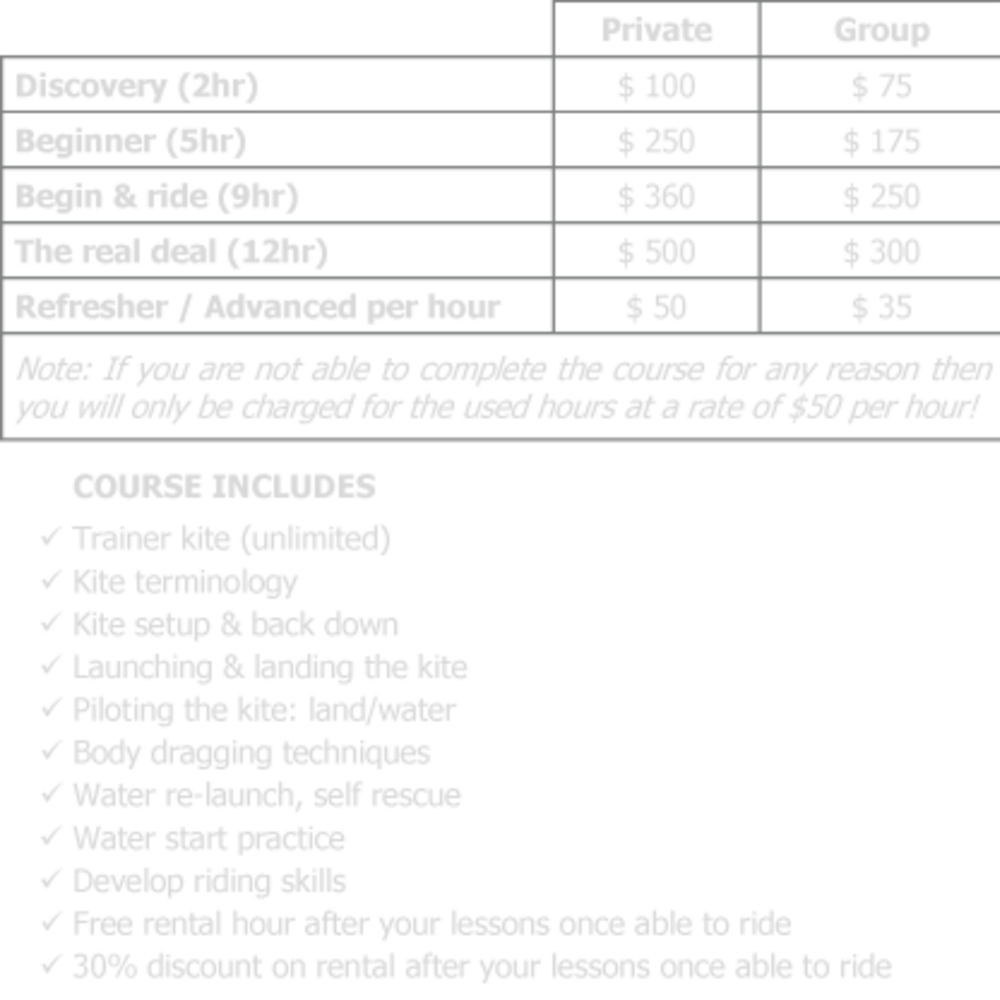 Private Group
Discovery (2hr) $ 100 $ 75
Beginner (5hr) $ 250 $ 175
Begin & ride (9hr) $ 360 $ 250
The real deal (12hr) $ 500 $ 300
Refresher / Advanced per hour $ 50 $ 35
Note: If you are not able to complete the course for any reason then
you will only be charged for the used hours at a rate of $50 per hour!
COURSE INCLUDES
✓ Trainer kite (unlimited)
✓ Kite terminology
✓ Kite setup & back down
✓ Launching & landing the kite
✓ Piloting the kite: land/water
✓ Body dragging techniques
✓ Water re-launch, self rescue
✓ Water start practice
✓ Develop riding skills
✓ Free rental hour after your lessons once able to ride
✓ 30% discount on rental after your lessons once able to ride